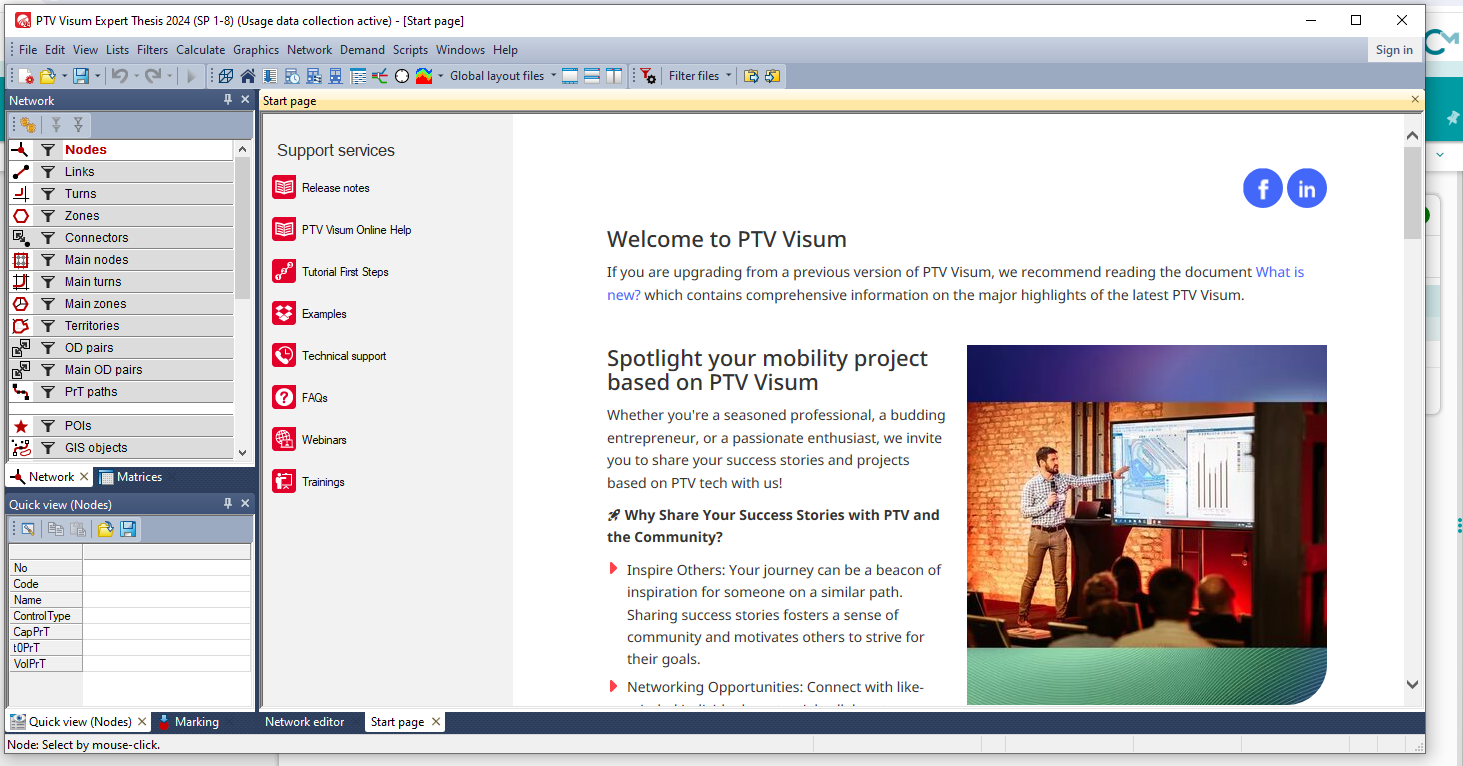 PTV Visum Expert Thesis 2024 (SP 1-8) (Usage data collection active) - [Start page]
File Edit View Lists Filters Calculate Graphics Network Demand Scripts Windows Help
Sign in
Global layout files
Filter files
Network
Nodes
Links
Turns
Zones
Connectors
Main nodes
Main turns
Main zones
Territories
OD pairs
Main OD pairs
PrT paths
POIs
GIS objects
Network
Matrices
Quick view (Nodes)
No
Code
Name
ControlType
CapPrT
t0PrT
VolPrT
Quick view (Nodes)
Marking
Start page
Support services
Release notes
PTV Visum Online Help
Tutorial First Steps
Examples
Technical support
FAQs
Webinars
Trainings
f
in
Welcome to PTV Visum
If you are upgrading from a previous version of PTV Visum, we recommend reading the document What is
new? which contains comprehensive information on the major highlights of the latest PTV Visum.
Spotlight your mobility project
based on PTV Visum
Whether you're a seasoned professional, a budding
entrepreneur, or a passionate enthusiast, we invite
you to share your success stories and projects
based on PTV tech with us!
Why Share Your Success Stories with PTV and
the Community?
Inspire Others: Your journey can be a beacon of
inspiration for someone on a similar path.
Sharing success stories fosters a sense of
community and motivates others to strive for
their goals.
Networking Opportunities: Connect with like-
Network editor
Start page
Node: Select by mouse-click.